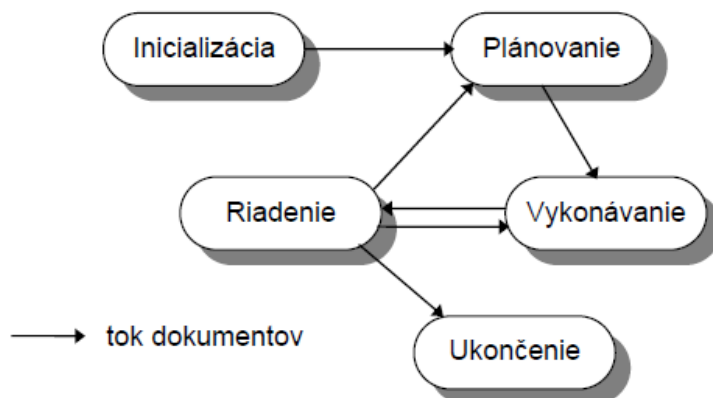 Inicializácia
Plánovanie
Riadenie
Vykonávanie
Ukončenie
tok dokumentov